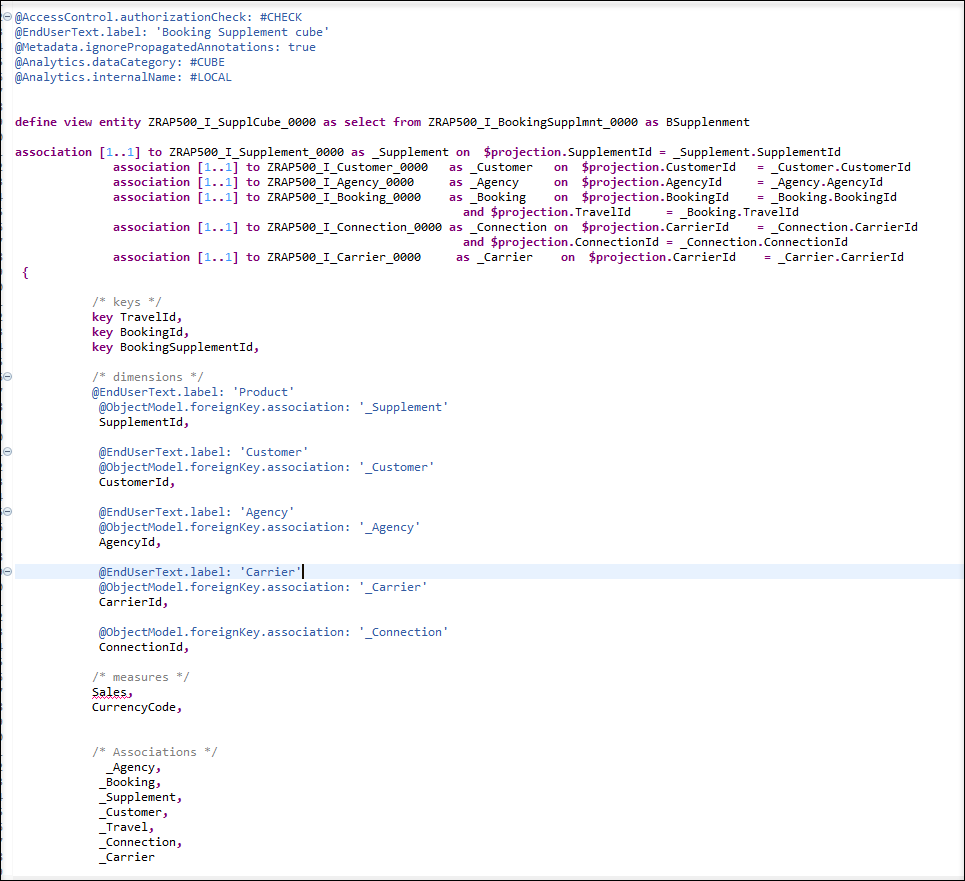 @AccessControl.authorizationCheck: #CHECK
@EndUserText.label: 'Booking Supplement cube'
@Metadata.ignorePropagatedAnnotations: true
@Analytics.dataCategory: #CUBE
@Analytics.internalName: #LOCAL
define view entity ZRAP500_I_SupplCube_0000 as select from ZRAP500_I_BookingSupplmnt_0000 as BSupplenment
association [1..1] to ZRAP500_I_Supplement_0000 as _Supplement on $projection.SupplementId = _Supplement.SupplementId
association [1..1] to ZRAP500_I_Customer_0000 as _Customer on $projection.CustomerId = _Customer.CustomerId
association [1..1] to ZRAP500_I_Agency_0000 as _Agency on $projection.AgencyId = _Agency.AgencyId
association [1..1] to ZRAP500_I_Booking_0000 as _Booking on $projection.BookingId = _Booking.BookingId
and $projection.TravelId = _Booking.TravelId
association [1..1] to ZRAP500_I_Connection_0000 as _Connection on $projection.CarrierId = _Connection.CarrierId
and $projection.ConnectionId = _Connection.ConnectionId
association [1..1] to ZRAP500_I_Carrier_0000 as _Carrier on $projection.CarrierId = _Carrier.CarrierId
{
/* keys */
key TravelId,
key BookingId,
key BookingSupplementId,
/* dimensions */
@EndUserText.label: 'Product'
@ObjectModel.foreignKey.association: '_Supplement'
SupplementId,
@EndUserText.label: 'Customer'
@ObjectModel.foreignKey.association: '_Customer'
CustomerId,
@EndUserText.label: 'Agency'
@ObjectModel.foreignKey.association: '_Agency'
AgencyId,
@EndUserText.label: 'Carrier'
@ObjectModel.foreignKey.association: '_Carrier'
CarrierId,
@ObjectModel.foreignKey.association: '_Connection'
ConnectionId,
/* measures */
Sales,
CurrencyCode,
/* Associations */
_Agency,
_Booking,
_Supplement,
_Customer,
_Travel,
_Connection,
_Carrier